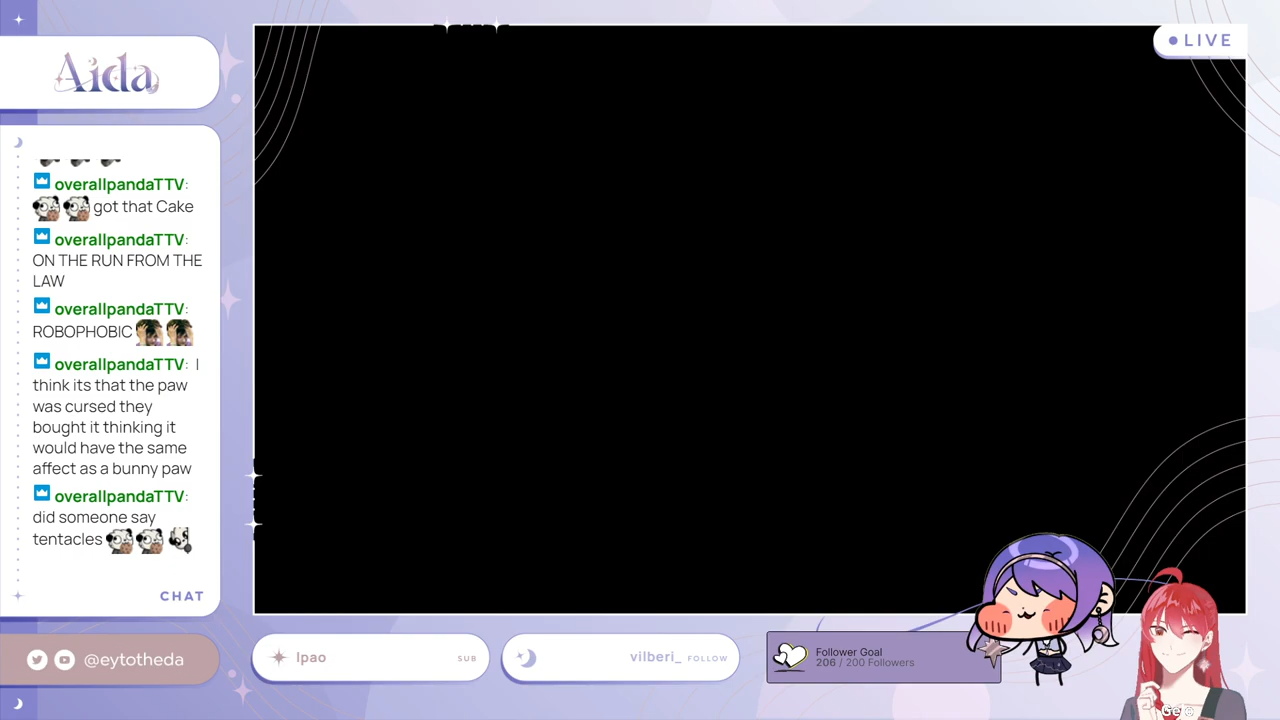 Aida
LIVE
overallpandaTTV:
got that Cake
overallpandaTTV:
ON THE RUN FROM THE
LAW
overallpandaTTV:
ROBOPHOBIC
overallpandaTTV: I
think its that the paw
was cursed they
bought it thinking it
would have the same
affect as a bunny paw
overallpandaTTV:
did someone say
tentacles
CHAT
@eytotheda
lpao SUB
vilberi_ FOLLOW
Follower Goal
206 / 200 Followers